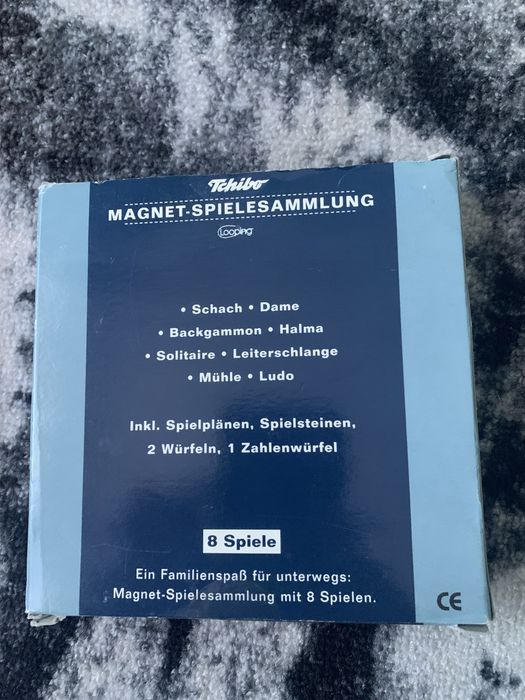 Tchibo
MAGNET-SPIELESAMMLUNG
Looping
• Schach • Dame
• Backgammon • Halma
• Solitaire • Leiterschlange
• Mühle • Ludo
Inkl. Spielplänen, Spielsteinen,
2 Würfeln, 1 Zahlenwürfel
8 Spiele
Ein Familienspaß für unterwegs:
Magnet-Spielesammlung mit 8 Spielen.
CE